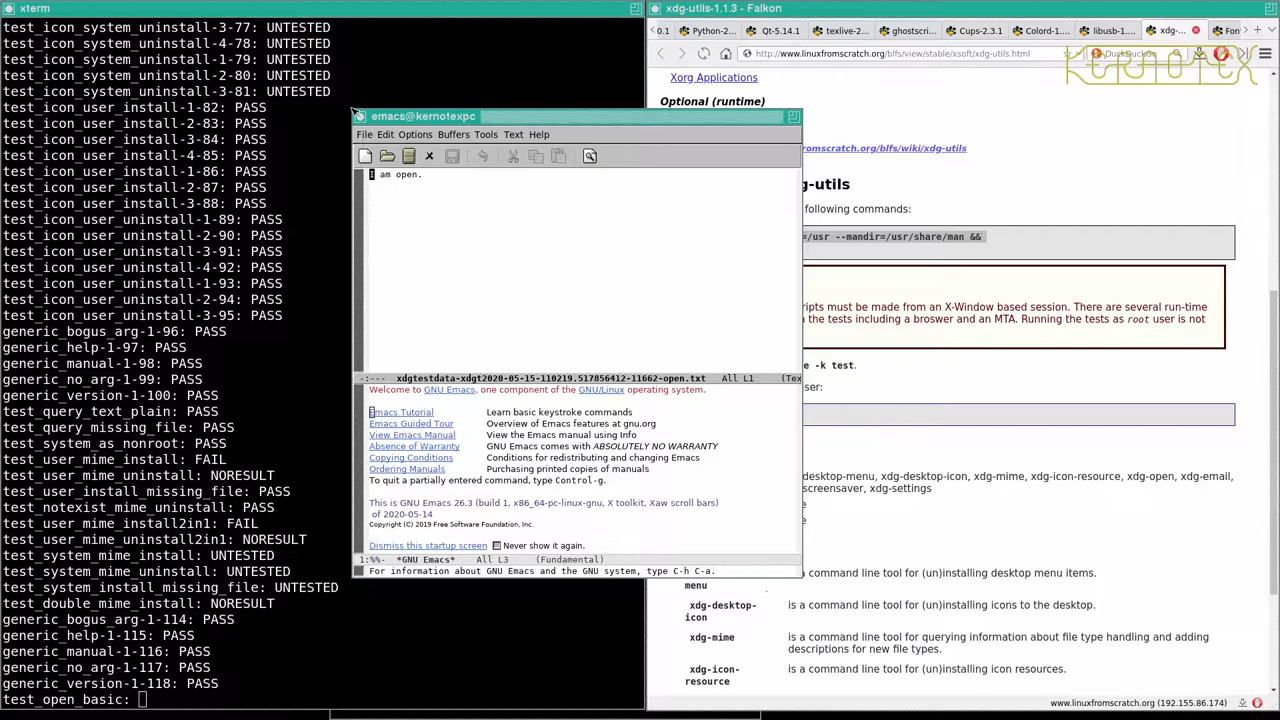 xterm
test_icon_system_uninstall-3-77: UNTESTED
test_icon_system_uninstall-4-78: UNTESTED
test_icon_system_uninstall-1-79: UNTESTED
test_icon_system_uninstall-2-80: UNTESTED
test_icon_system_uninstall-3-81: UNTESTED
test_icon_user_install-1-82: PASS
test_icon_user_install-2-83: PASS
test_icon_user_install-3-84: PASS
test_icon_user_install-4-85: PASS
test_icon_user_install-1-86: PASS
test_icon_user_install-2-87: PASS
test_icon_user_install-3-88: PASS
test_icon_user_uninstall-1-89: PASS
test_icon_user_uninstall-2-90: PASS
test_icon_user_uninstall-3-91: PASS
test_icon_user_uninstall-4-92: PASS
test_icon_user_uninstall-1-93: PASS
test_icon_user_uninstall-2-94: PASS
test_icon_user_uninstall-3-95: PASS
generic_bogus_arg-1-96: PASS
generic_help-1-97: PASS
generic_manual-1-98: PASS
generic_no_arg-1-99: PASS
generic_version-1-100: PASS
test_query_text_plain: PASS
test_query_missing_file: PASS
test_system_as_nonroot: PASS
test_user_mime_install: FAIL
test_user_mime_uninstall: NORESULT
test_user_install_missing_file: PASS
test_notexist_mime_uninstall: PASS
test_user_mime_install2in1: FAIL
test_user_mime_uninstall2in1: NORESULT
test_system_mime_install: UNTESTED
test_system_mime_uninstall: UNTESTED
test_system_install_missing_file: UNTESTED
test_double_mime_install: NORESULT
generic_bogus_arg-1-114: PASS
generic_help-1-115: PASS
generic_manual-1-116: PASS
generic_no_arg-1-117: PASS
generic_version-1-118: PASS
test_open_basic:
emacs@kernotexpc
File Edit Options Buffers Tools Text Help
I am open.
-:--- xdgtestdata-xdgt2020-05-15-110219.517856412-11662-open.txt All L1 (Tex
Welcome to GNU Emacs, one component of the GNU/Linux operating system.
Emacs Tutorial Learn basic keystroke commands
Emacs Guided Tour Overview of Emacs features at gnu.org
View Emacs Manual View the Emacs manual using Info
Absence of Warranty GNU Emacs comes with ABSOLUTELY NO WARRANTY
Copying Conditions Conditions for redistributing and changing Emacs
Ordering Manuals Purchasing printed copies of manuals
To quit a partially entered command, type Control-g.
This is GNU Emacs 26.3 (build 1, x86_64-pc-linux-gnu, X toolkit, Xaw scroll bars)
of 2020-05-14
Copyright (C) 2019 Free Software Foundation, Inc.
Dismiss this startup screen Never show it again.
1:%%- *GNU Emacs* All L3 (Fundamental)
For information about GNU Emacs and the GNU system, type C-h C-a.
xdg-utils-1.1.3 - Falkon
0.1 Python-2... Qt-5.14.1 texlive-2... ghostscri... Cups-2.3.1 Colord-1.... libusb-1.... xdg-... Fon
http://www.linuxfromscratch.org/blfs/view/stable/xsoft/xdg-utils.html DuckDuckGo
KERNOTEX
Xorg Applications
Optional (runtime)
omscratch.org/blfs/wiki/xdg-utils
g-utils
following commands:
=/usr --mandir=/usr/share/man &&
ripts must be made from an X-Window based session. There are several run-time
n the tests including a broswer and an MTA. Running the tests as root user is not
e -k test.
user:
desktop-menu, xdg-desktop-icon, xdg-mime, xdg-icon-resource, xdg-open, xdg-email,
screensaver, xdg-settings
e
e
is a command line tool for (un)installing desktop menu items.
menu
xdg-desktop-icon is a command line tool for (un)installing icons to the desktop.
xdg-mime is a command line tool for querying information about file type handling and adding
descriptions for new file types.
xdg-icon-resource is a command line tool for (un)installing icon resources.
www.linuxfromscratch.org (192.155.86.174)